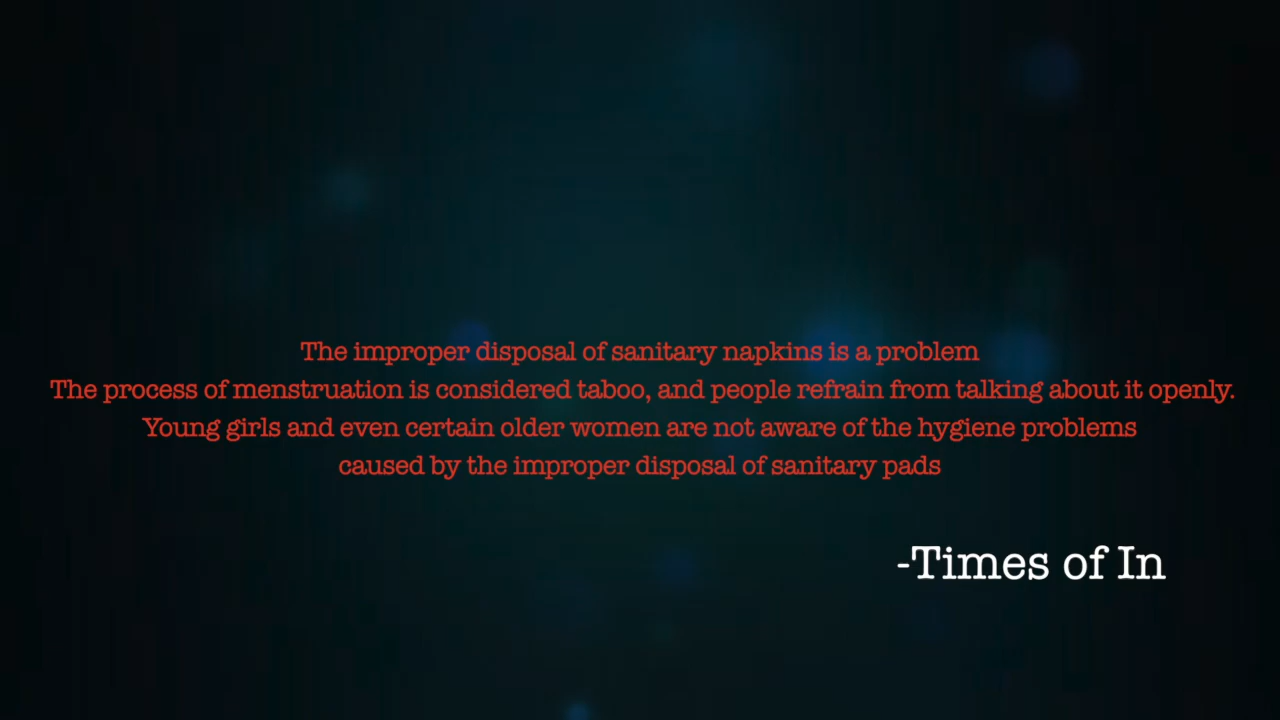 The improper disposal of sanitary napkins is a problem
The process of menstruation is considered taboo, and people refrain from talking about it openly.
Young girls and even certain older women are not aware of the hygiene problems
caused by the improper disposal of sanitary pads
-Times of In